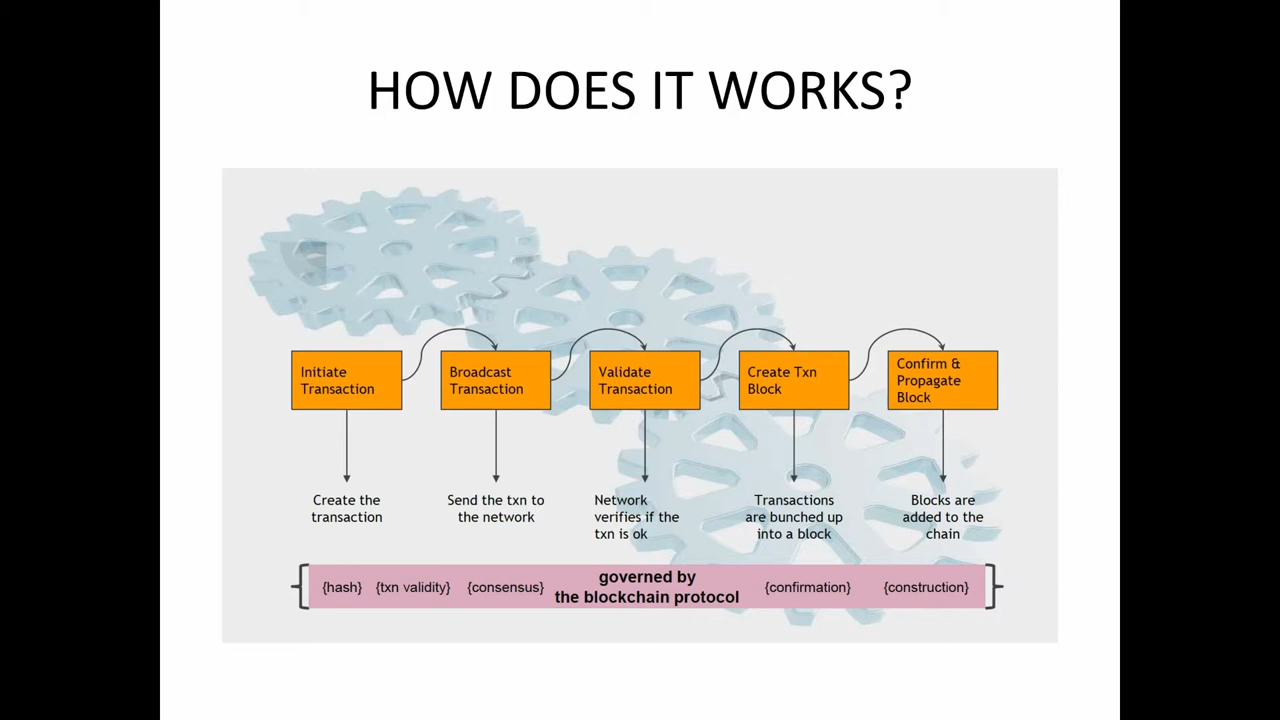 HOW DOES IT WORKS?
Initiate
Transaction
Broadcast
Transaction
Validate
Transaction
Create Txn
Block
Confirm &
Propagate
Block
Create the
transaction
Send the txn to
the network
Network
verifies if the
txn is ok
Transactions
are bunched up
into a block
Blocks are
added to the
chain
{hash} {txn validity} {consensus}
governed by
the blockchain protocol
{confirmation} {construction}